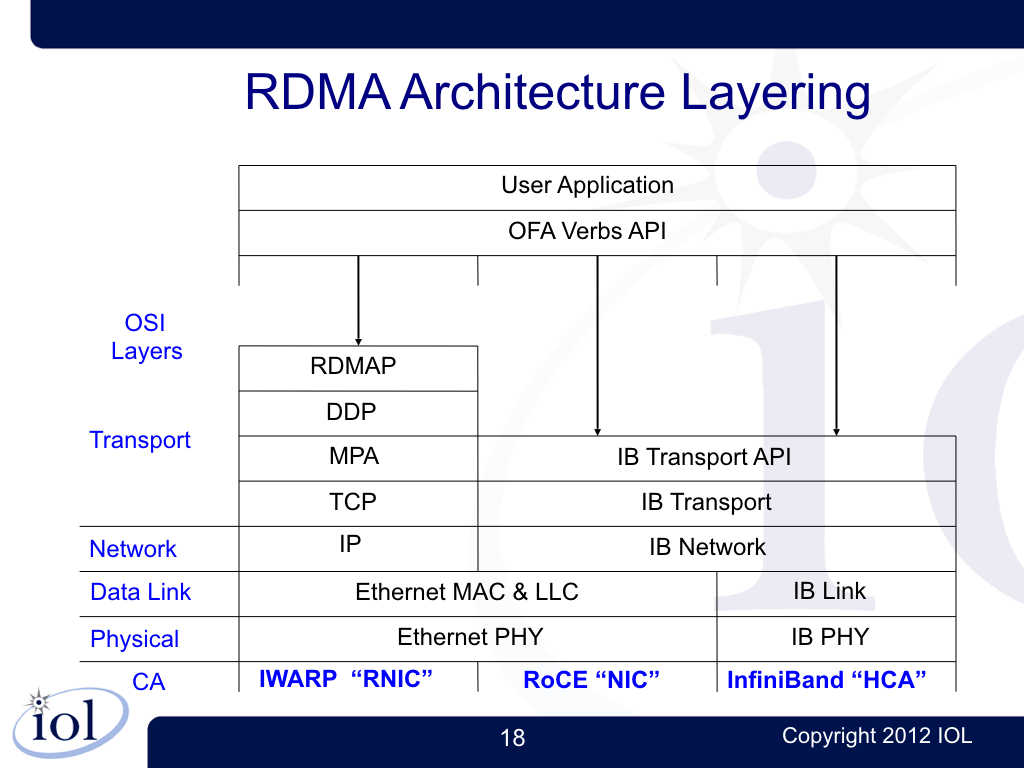 RDMA Architecture Layering
User Application
OFA Verbs API
OSI
Layers
RDMAP
DDP
Transport
MPA
IB Transport API
TCP
IB Transport
Network
IP
IB Network
Data Link
Ethernet MAC & LLC
IB Link
Physical
Ethernet PHY
IB PHY
CA
IWARP “RNIC”
RoCE “NIC”
InfiniBand “HCA”
iol
18
Copyright 2012 IOL